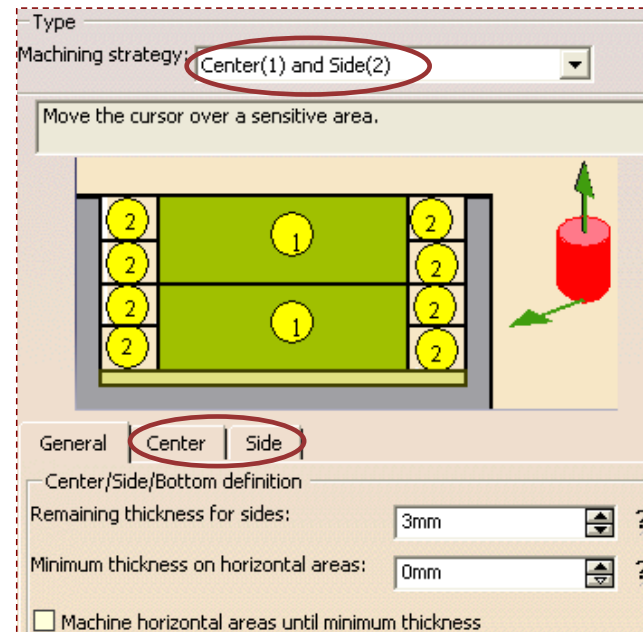 Type
Machining strategy: Center(1) and Side(2)
Move the cursor over a sensitive area.
2 1 2
2 2
2 1 2
2 2
General Center Side
Center/Side/Bottom definition
Remaining thickness for sides: 3mm ?
Minimum thickness on horizontal areas: 0mm ?
Machine horizontal areas until minimum thickness